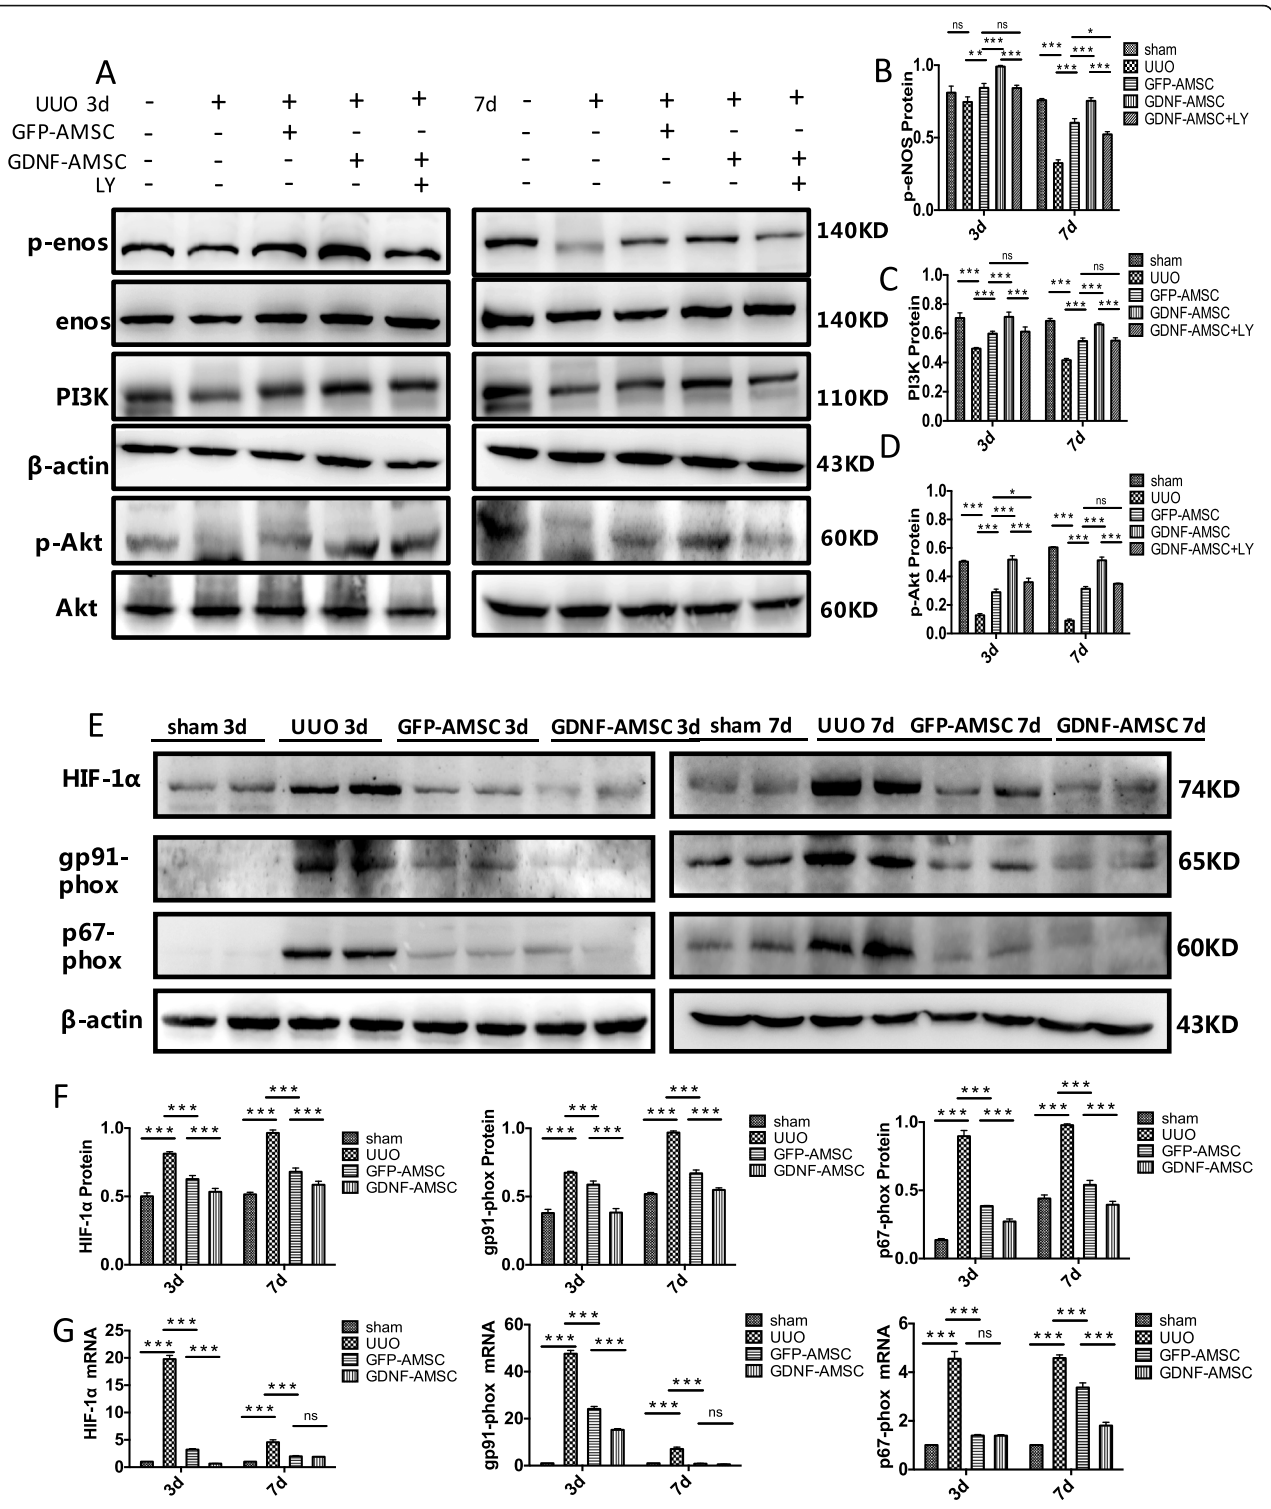 A
UUO 3d - + + + +
GFP-AMSC - - + - -
GDNF-AMSC - - - + +
LY - - - - +
7d - + + + +
- - + - -
- - - + +
- - - - +
p-enos 140KD
enos 140KD
PI3K 110KD
β-actin 43KD
p-Akt 60KD
Akt 60KD
B
p-eNOS Protein
1.0
0.5
0.0
ns ** *** ns ***
*** *** *** * ***
3d 7d
sham
UUO
GFP-AMSC
GDNF-AMSC
GDNF-AMSC+LY
C
PI3K Protein
1.0
0.8
0.6
0.4
0.2
0.0
*** *** *** ns ***
*** *** *** ns ***
3d 7d
sham
UUO
GFP-AMSC
GDNF-AMSC
GDNF-AMSC+LY
D
p-Akt Protein
1.0
0.8
0.6
0.4
0.2
0.0
*** *** *** * ***
*** *** *** ns ***
3d 7d
sham
UUO
GFP-AMSC
GDNF-AMSC
GDNF-AMSC+LY
E
sham 3d UUO 3d GFP-AMSC 3d GDNF-AMSC 3d sham 7d UUO 7d GFP-AMSC 7d GDNF-AMSC 7d
HIF-1α 74KD
gp91-
phox 65KD
p67-
phox 60KD
β-actin 43KD
F
HIF-1α Protein
1.0
0.5
0.0
*** *** ***
*** *** ***
3d 7d
sham
UUO
GFP-AMSC
GDNF-AMSC
gp91-phox Protein
1.0
0.5
0.0
*** *** ***
*** *** ***
3d 7d
sham
UUO
GFP-AMSC
GDNF-AMSC
p67-phox Protein
1.0
0.5
0.0
*** *** ***
*** *** ***
3d 7d
sham
UUO
GFP-AMSC
GDNF-AMSC
G
HIF-1α mRNA
25
20
15
10
5
0
*** *** ***
*** *** ns
3d 7d
sham
UUO
GFP-AMSC
GDNF-AMSC
gp91-phox mRNA
60
40
20
0
*** *** ***
*** *** ns
3d 7d
sham
UUO
GFP-AMSC
GDNF-AMSC
p67-phox mRNA
6
4
2
0
*** *** ns
*** *** ***
3d 7d
sham
UUO
GFP-AMSC
GDNF-AMSC